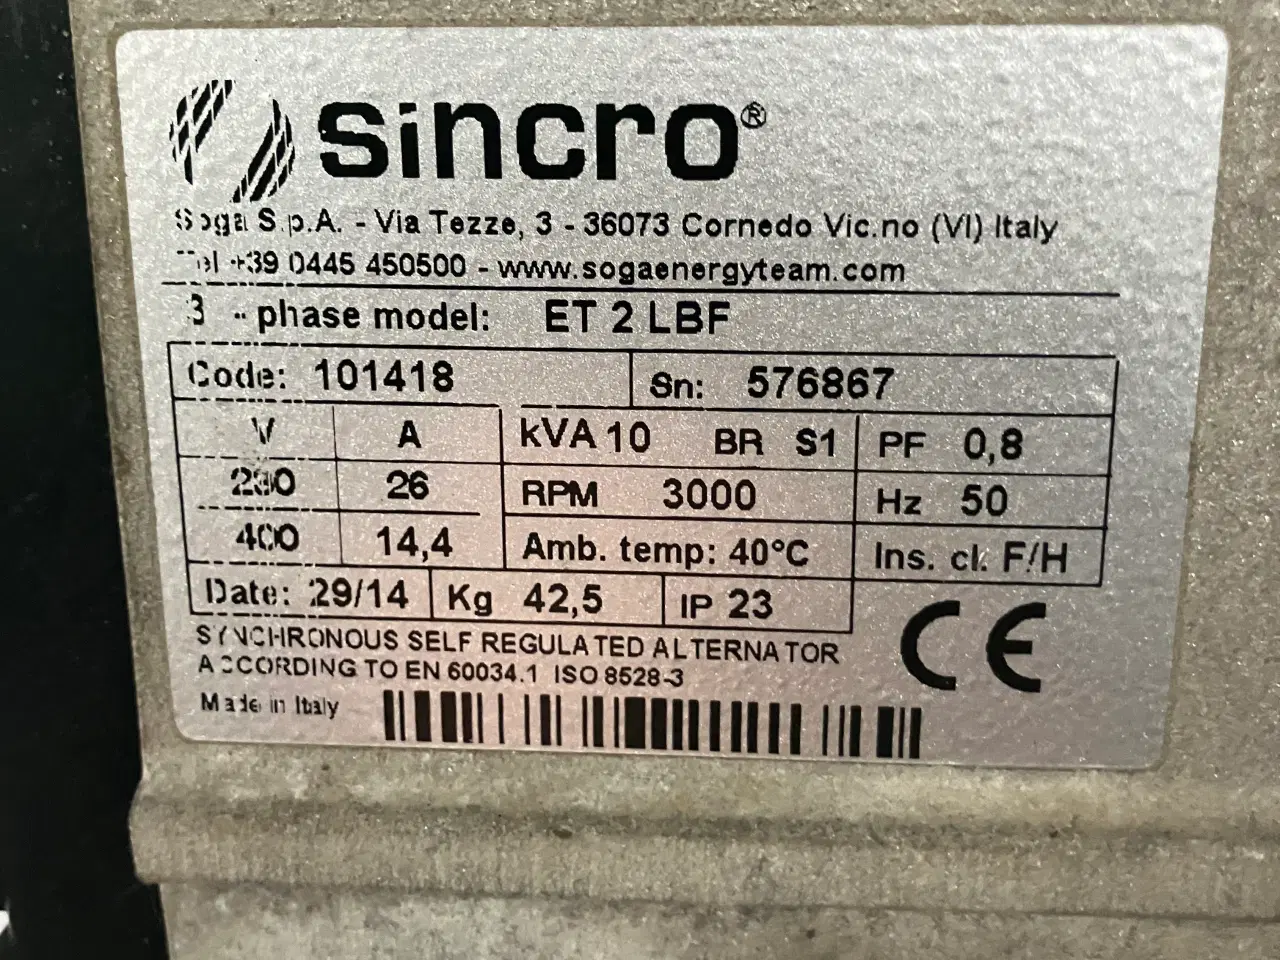 sincro®
Soga S.p.A. - Via Tezze, 3 - 36073 Cornedo Vic.no (VI) Italy
Tel +39 0445 450500 - www.sogaenergyteam.com
3 - phase model: ET 2 LBF
Code: 101418 Sn: 576867
V A kVA 10 BR S1 PF 0,8
230 26 RPM 3000 Hz 50
400 14,4 Amb. temp: 40°C Ins. cl. F/H
Date: 29/14 Kg 42,5 IP 23
SYNCHRONOUS SELF REGULATED ALTERNATOR
ACCORDING TO EN 60034.1 ISO 8528-3
Made in Italy
CE